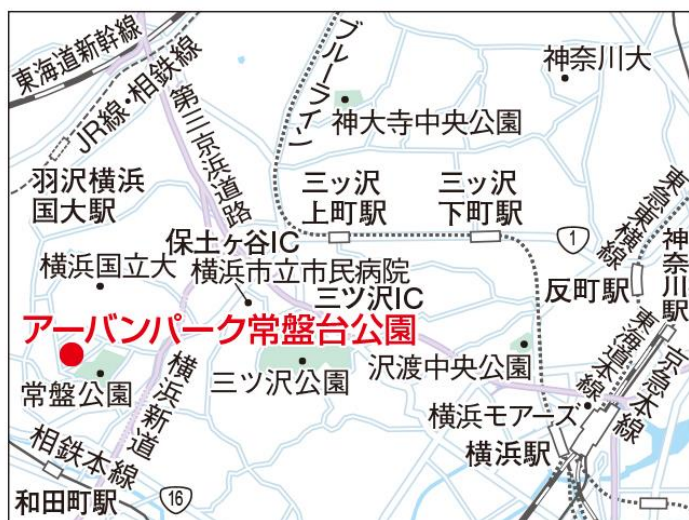 東海道新幹線
JR線・相鉄線
第三京浜道路
ブルーライン
神奈川大
神大寺中央公園
羽沢横浜
国大駅
三ッ沢
上町駅
三ッ沢
下町駅
1
東急東横線
神奈川駅
保土ヶ谷IC
横浜国立大
横浜市立市民病院
三ツ沢IC
反町駅
アーバンパーク常盤台公園
常盤公園
横浜新道
三ツ沢公園
沢渡中央公園
東海道本線
京急本線
横浜モアーズ
横浜駅
相鉄本線
和田町駅
16